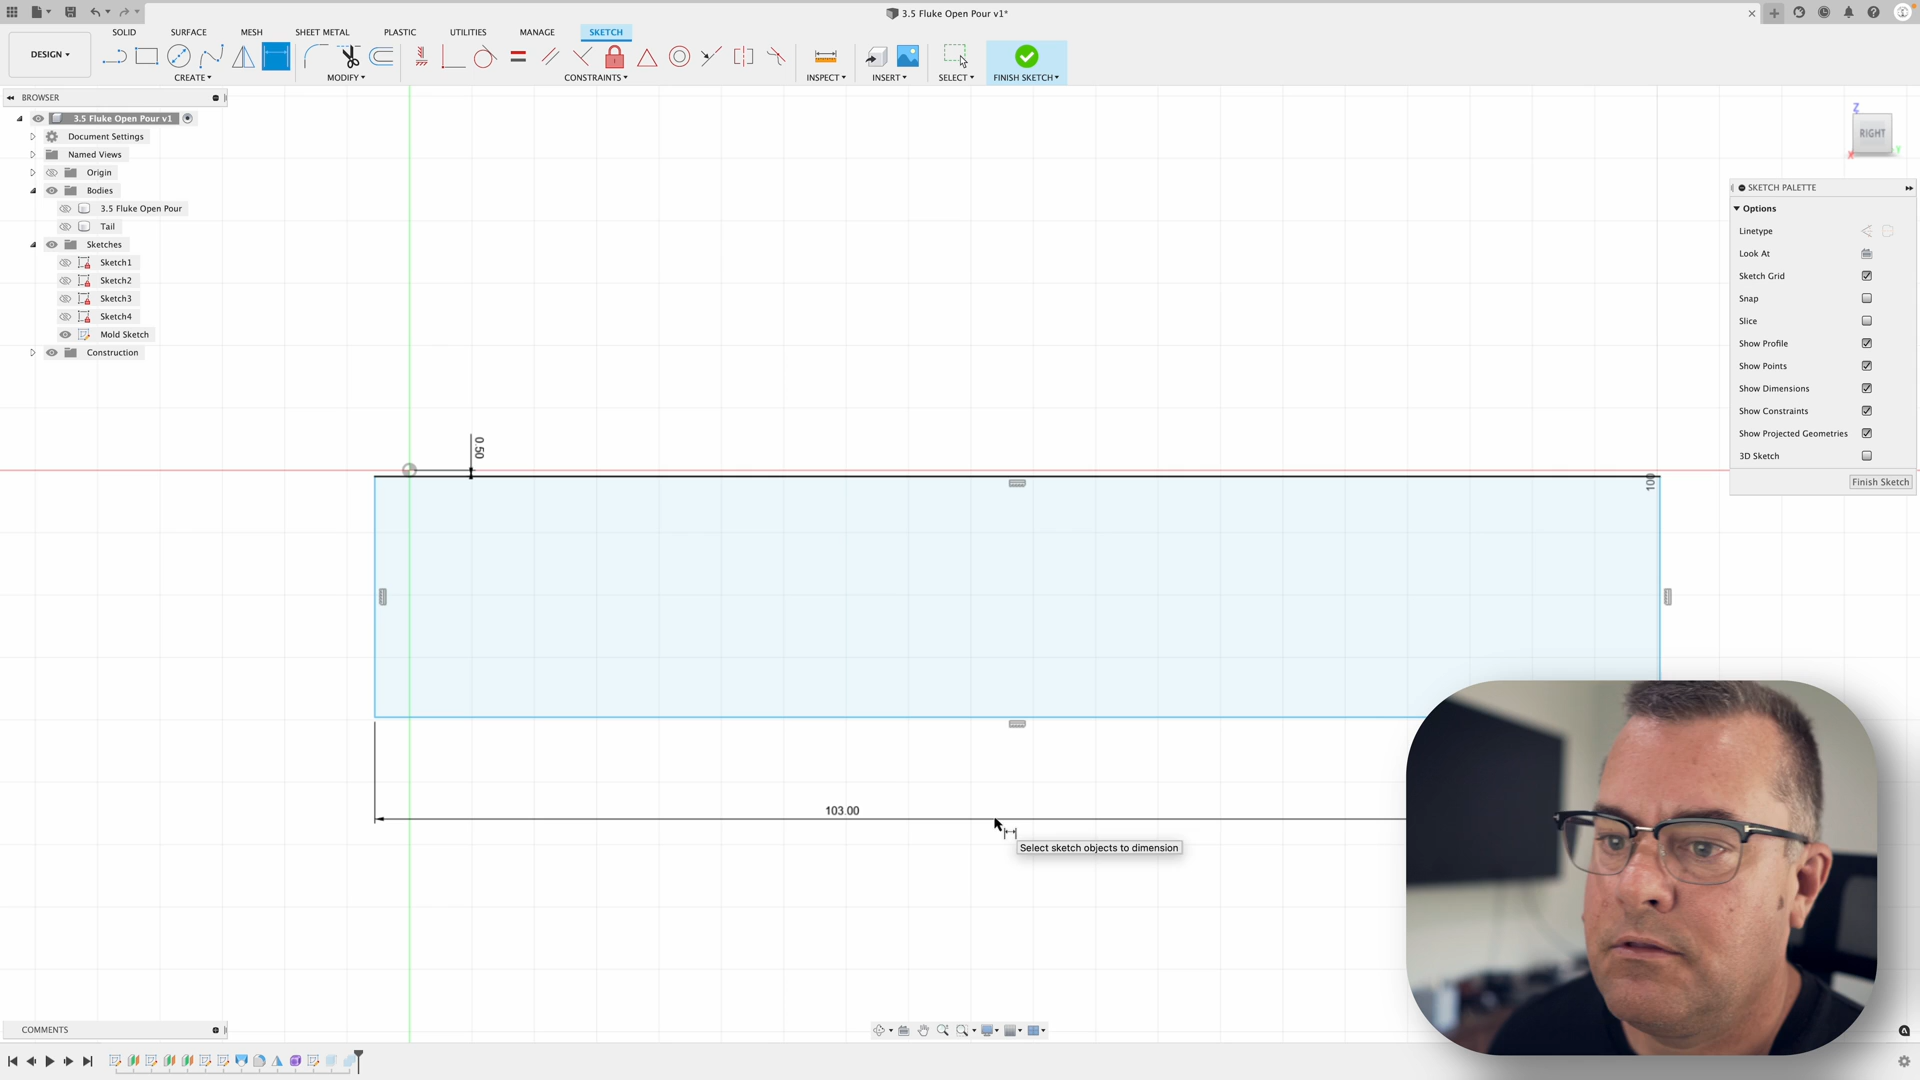 3.5 Fluke Open Pour v1*
DESIGN
SOLID
SURFACE
MESH
SHEET METAL
PLASTIC
UTILITIES
MANAGE
SKETCH
CREATE
MODIFY
CONSTRAINTS
INSPECT
INSERT
SELECT
FINISH SKETCH
BROWSER
3.5 Fluke Open Pour v1
Document Settings
Named Views
Origin
Bodies
3.5 Fluke Open Pour
Tail
Sketches
Sketch1
Sketch2
Sketch3
Sketch4
Mold Sketch
Construction
Z
RIGHT
X
Y
SKETCH PALETTE
Options
Linetype
Look At
Sketch Grid
Snap
Slice
Show Profile
Show Points
Show Dimensions
Show Constraints
Show Projected Geometries
3D Sketch
Finish Sketch
0.50
100
103.00
Select sketch objects to dimension
COMMENTS